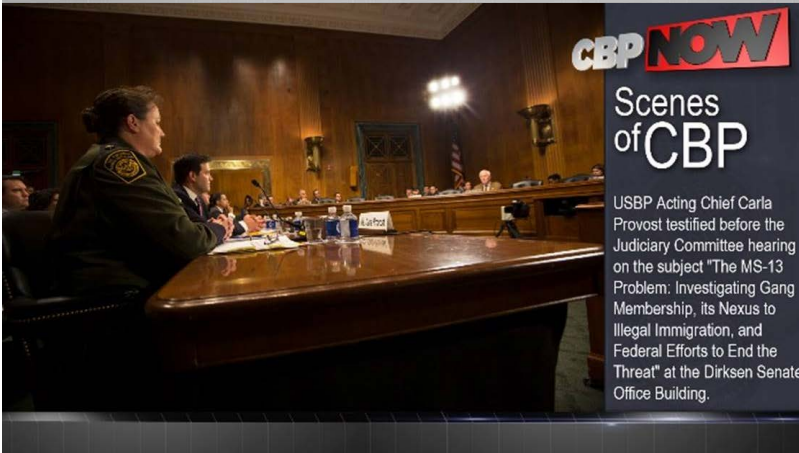 CBP NOW
Scenes
of CBP
USBP Acting Chief Carla
Provost testified before the
Judiciary Committee hearing
on the subject "The MS-13
Problem: Investigating Gang
Membership, its Nexus to
Illegal Immigration, and
Federal Efforts to End the
Threat" at the Dirksen Senate
Office Building.